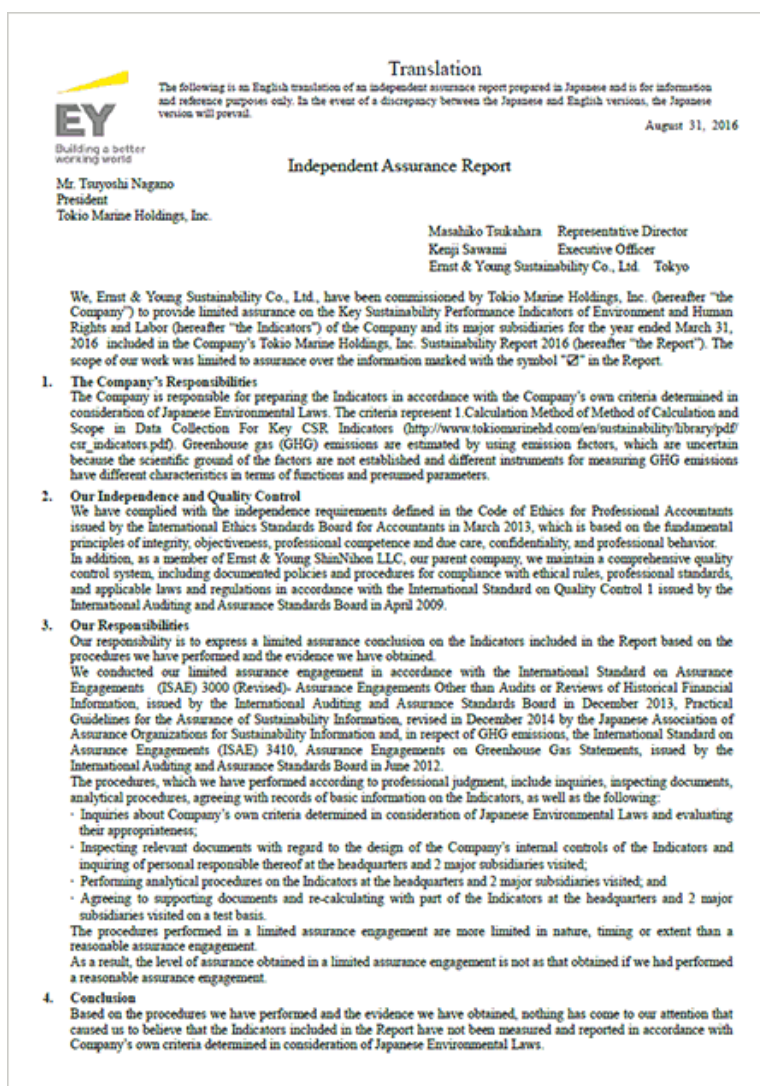 Translation
The following is an English translation of an independent assurance report prepared in Japanese and is for information
and reference purposes only. In the event of a discrepancy between the Japanese and English versions, the Japanese
version will prevail.
August 31, 2016
EY
Building a better
working world
Independent Assurance Report
Mr. Tsuyoshi Nagano
President
Tokio Marine Holdings, Inc.
Masahiko Tsukahara Representative Director
Kenji Sawami Executive Officer
Ernst & Young Sustainability Co., Ltd. Tokyo
We, Ernst & Young Sustainability Co., Ltd., have been commissioned by Tokio Marine Holdings, Inc. (hereafter “the
Company”) to provide limited assurance on the Key Sustainability Performance Indicators of Environment and Human
Rights and Labor (hereafter “the Indicators”) of the Company and its major subsidiaries for the year ended March 31,
2016 included in the Company’s Tokio Marine Holdings, Inc. Sustainability Report 2016 (hereafter “the Report”). The
scope of our work was limited to assurance over the information marked with the symbol “☑” in the Report.
1. The Company’s Responsibilities
The Company is responsible for preparing the Indicators in accordance with the Company’s own criteria determined in
consideration of Japanese Environmental Laws. The criteria represent 1.Calculation Method of Method of Calculation and
Scope in Data Collection For Key CSR Indicators (http://www.tokiomarinehd.com/en/sustainability/library/pdf/
csr_indicators.pdf). Greenhouse gas (GHG) emissions are estimated by using emission factors, which are uncertain
because the scientific ground of the factors are not established and different instruments for measuring GHG emissions
have different characteristics in terms of functions and presumed parameters.
2. Our Independence and Quality Control
We have complied with the independence requirements defined in the Code of Ethics for Professional Accountants
issued by the International Ethics Standards Board for Accountants in March 2013, which is based on the fundamental
principles of integrity, objectiveness, professional competence and due care, confidentiality, and professional behavior.
In addition, as a member of Ernst & Young ShinNihon LLC, our parent company, we maintain a comprehensive quality
control system, including documented policies and procedures for compliance with ethical rules, professional standards,
and applicable laws and regulations in accordance with the International Standard on Quality Control 1 issued by the
International Auditing and Assurance Standards Board in April 2009.
3. Our Responsibilities
Our responsibility is to express a limited assurance conclusion on the Indicators included in the Report based on the
procedures we have performed and the evidence we have obtained.
We conducted our limited assurance engagement in accordance with the International Standard on Assurance
Engagements (ISAE) 3000 (Revised)- Assurance Engagements Other than Audits or Reviews of Historical Financial
Information, issued by the International Auditing and Assurance Standards Board in December 2013, Practical
Guidelines for the Assurance of Sustainability Information, revised in December 2014 by the Japanese Association of
Assurance Organizations for Sustainability Information and, in respect of GHG emissions, the International Standard on
Assurance Engagements (ISAE) 3410, Assurance Engagements on Greenhouse Gas Statements, issued by the
International Auditing and Assurance Standards Board in June 2012.
The procedures, which we have performed according to professional judgment, include inquiries, inspecting documents,
analytical procedures, agreeing with records of basic information on the Indicators, as well as the following:
· Inquiries about Company’s own criteria determined in consideration of Japanese Environmental Laws and evaluating
their appropriateness;
· Inspecting relevant documents with regard to the design of the Company’s internal controls of the Indicators and
inquiring of personal responsible thereof at the headquarters and 2 major subsidiaries visited;
· Performing analytical procedures on the Indicators at the headquarters and 2 major subsidiaries visited; and
· Agreeing to supporting documents and re-calculating with part of the Indicators at the headquarters and 2 major
subsidiaries visited on a test basis.
The procedures performed in a limited assurance engagement are more limited in nature, timing or extent than a
reasonable assurance engagement.
As a result, the level of assurance obtained in a limited assurance engagement is not as that obtained if we had performed
a reasonable assurance engagement.
4. Conclusion
Based on the procedures we have performed and the evidence we have obtained, nothing has come to our attention that
caused us to believe that the Indicators included in the Report have not been measured and reported in accordance with
Company’s own criteria determined in consideration of Japanese Environmental Laws.